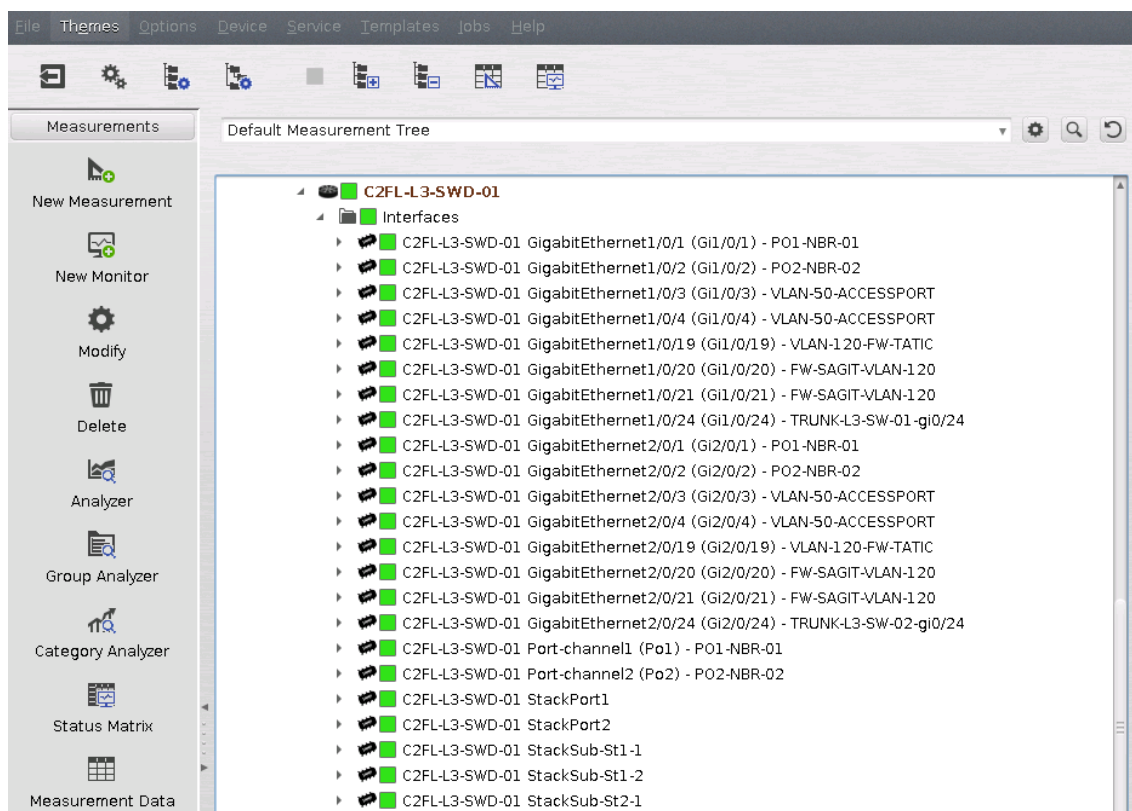 File Themes Options Device Service Templates Jobs Help
Measurements
Default Measurement Tree
New Measurement
New Monitor
Modify
Delete
Analyzer
Group Analyzer
Category Analyzer
Status Matrix
Measurement Data
C2FL-L3-SWD-01
Interfaces
C2FL-L3-SWD-01 GigabitEthernet1/0/1 (Gi1/0/1) - PO1-NBR-01
C2FL-L3-SWD-01 GigabitEthernet1/0/2 (Gi1/0/2) - PO2-NBR-02
C2FL-L3-SWD-01 GigabitEthernet1/0/3 (Gi1/0/3) - VLAN-50-ACCESSPORT
C2FL-L3-SWD-01 GigabitEthernet1/0/4 (Gi1/0/4) - VLAN-50-ACCESSPORT
C2FL-L3-SWD-01 GigabitEthernet1/0/19 (Gi1/0/19) - VLAN-120-FW-TATIC
C2FL-L3-SWD-01 GigabitEthernet1/0/20 (Gi1/0/20) - FW-SAGIT-VLAN-120
C2FL-L3-SWD-01 GigabitEthernet1/0/21 (Gi1/0/21) - FW-SAGIT-VLAN-120
C2FL-L3-SWD-01 GigabitEthernet1/0/24 (Gi1/0/24) - TRUNK-L3-SW-01-gi0/24
C2FL-L3-SWD-01 GigabitEthernet2/0/1 (Gi2/0/1) - PO1-NBR-01
C2FL-L3-SWD-01 GigabitEthernet2/0/2 (Gi2/0/2) - PO2-NBR-02
C2FL-L3-SWD-01 GigabitEthernet2/0/3 (Gi2/0/3) - VLAN-50-ACCESSPORT
C2FL-L3-SWD-01 GigabitEthernet2/0/4 (Gi2/0/4) - VLAN-50-ACCESSPORT
C2FL-L3-SWD-01 GigabitEthernet2/0/19 (Gi2/0/19) - VLAN-120-FW-TATIC
C2FL-L3-SWD-01 GigabitEthernet2/0/20 (Gi2/0/20) - FW-SAGIT-VLAN-120
C2FL-L3-SWD-01 GigabitEthernet2/0/21 (Gi2/0/21) - FW-SAGIT-VLAN-120
C2FL-L3-SWD-01 GigabitEthernet2/0/24 (Gi2/0/24) - TRUNK-L3-SW-02-gi0/24
C2FL-L3-SWD-01 Port-channel1 (Po1) - PO1-NBR-01
C2FL-L3-SWD-01 Port-channel2 (Po2) - PO2-NBR-02
C2FL-L3-SWD-01 StackPort1
C2FL-L3-SWD-01 StackPort2
C2FL-L3-SWD-01 StackSub-St1-1
C2FL-L3-SWD-01 StackSub-St1-2
C2FL-L3-SWD-01 StackSub-St2-1